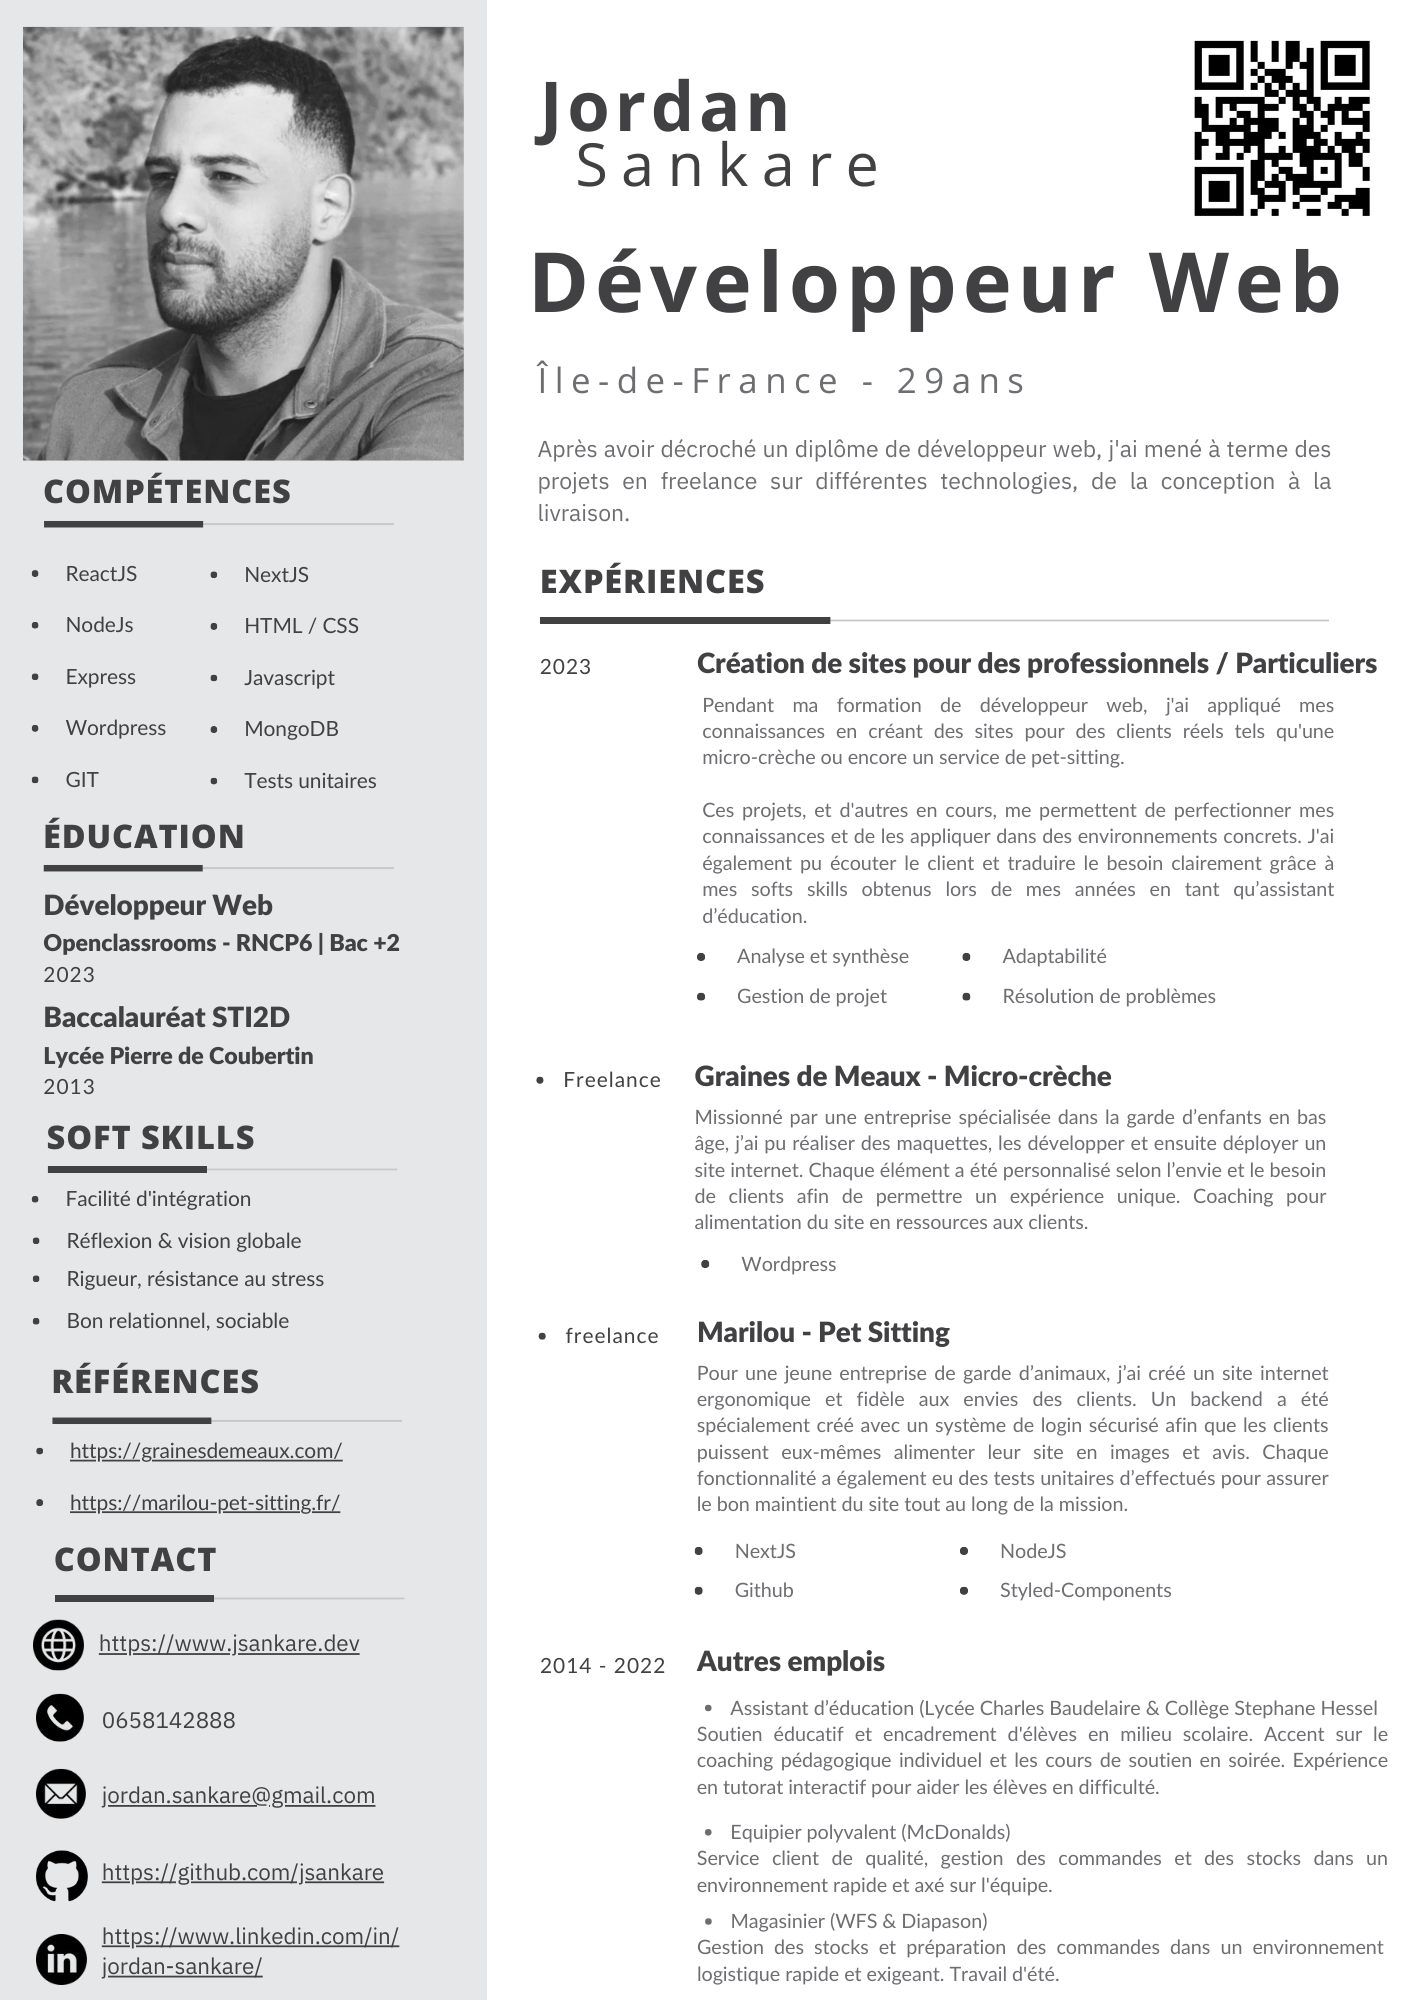 Jordan
Sankare
Développeur Web
Île-de-France - 29ans
Après avoir décroché un diplôme de développeur web, j'ai mené à terme des
projets en freelance sur différentes technologies, de la conception à la
livraison.
COMPÉTENCES
ReactJS
NodeJs
Express
Wordpress
GIT
NextJS
HTML / CSS
Javascript
MongoDB
Tests unitaires
ÉDUCATION
Développeur Web
Openclassrooms - RNCP6 | Bac +2
2023
Baccalauréat STI2D
Lycée Pierre de Coubertin
2013
SOFT SKILLS
Facilité d'intégration
Réflexion & vision globale
Rigueur, résistance au stress
Bon relationnel, sociable
RÉFÉRENCES
https://grainesdemeaux.com/
https://marilou-pet-sitting.fr/
CONTACT
https://www.jsankare.dev
0658142888
jordan.sankare@gmail.com
https://github.com/jsankare
https://www.linkedin.com/in/
jordan-sankare/
EXPÉRIENCES
2023
Création de sites pour des professionnels / Particuliers
Pendant ma formation de développeur web, j'ai appliqué mes
connaissances en créant des sites pour des clients réels tels qu'une
micro-crèche ou encore un service de pet-sitting.
Ces projets, et d'autres en cours, me permettent de perfectionner mes
connaissances et de les appliquer dans des environnements concrets. J'ai
également pu écouter le client et traduire le besoin clairement grâce à
mes softs skills obtenus lors de mes années en tant qu’assistant
d’éducation.
Analyse et synthèse
Adaptabilité
Gestion de projet
Résolution de problèmes
Freelance
Graines de Meaux - Micro-crèche
Missionné par une entreprise spécialisée dans la garde d’enfants en bas
âge, j’ai pu réaliser des maquettes, les développer et ensuite déployer un
site internet. Chaque élément a été personnalisé selon l’envie et le besoin
de clients afin de permettre un expérience unique. Coaching pour
alimentation du site en ressources aux clients.
Wordpress
freelance
Marilou - Pet Sitting
Pour une jeune entreprise de garde d’animaux, j’ai créé un site internet
ergonomique et fidèle aux envies des clients. Un backend a été
spécialement créé avec un système de login sécurisé afin que les clients
puissent eux-mêmes alimenter leur site en images et avis. Chaque
fonctionnalité a également eu des tests unitaires d’effectués pour assurer
le bon maintient du site tout au long de la mission.
NextJS
NodeJS
Github
Styled-Components
2014 - 2022
Autres emplois
Assistant d’éducation (Lycée Charles Baudelaire & Collège Stephane Hessel
Soutien éducatif et encadrement d'élèves en milieu scolaire. Accent sur le
coaching pédagogique individuel et les cours de soutien en soirée. Expérience
en tutorat interactif pour aider les élèves en difficulté.
Equipier polyvalent (McDonalds)
Service client de qualité, gestion des commandes et des stocks dans un
environnement rapide et axé sur l'équipe.
Magasinier (WFS & Diapason)
Gestion des stocks et préparation des commandes dans un environnement
logistique rapide et exigeant. Travail d'été.